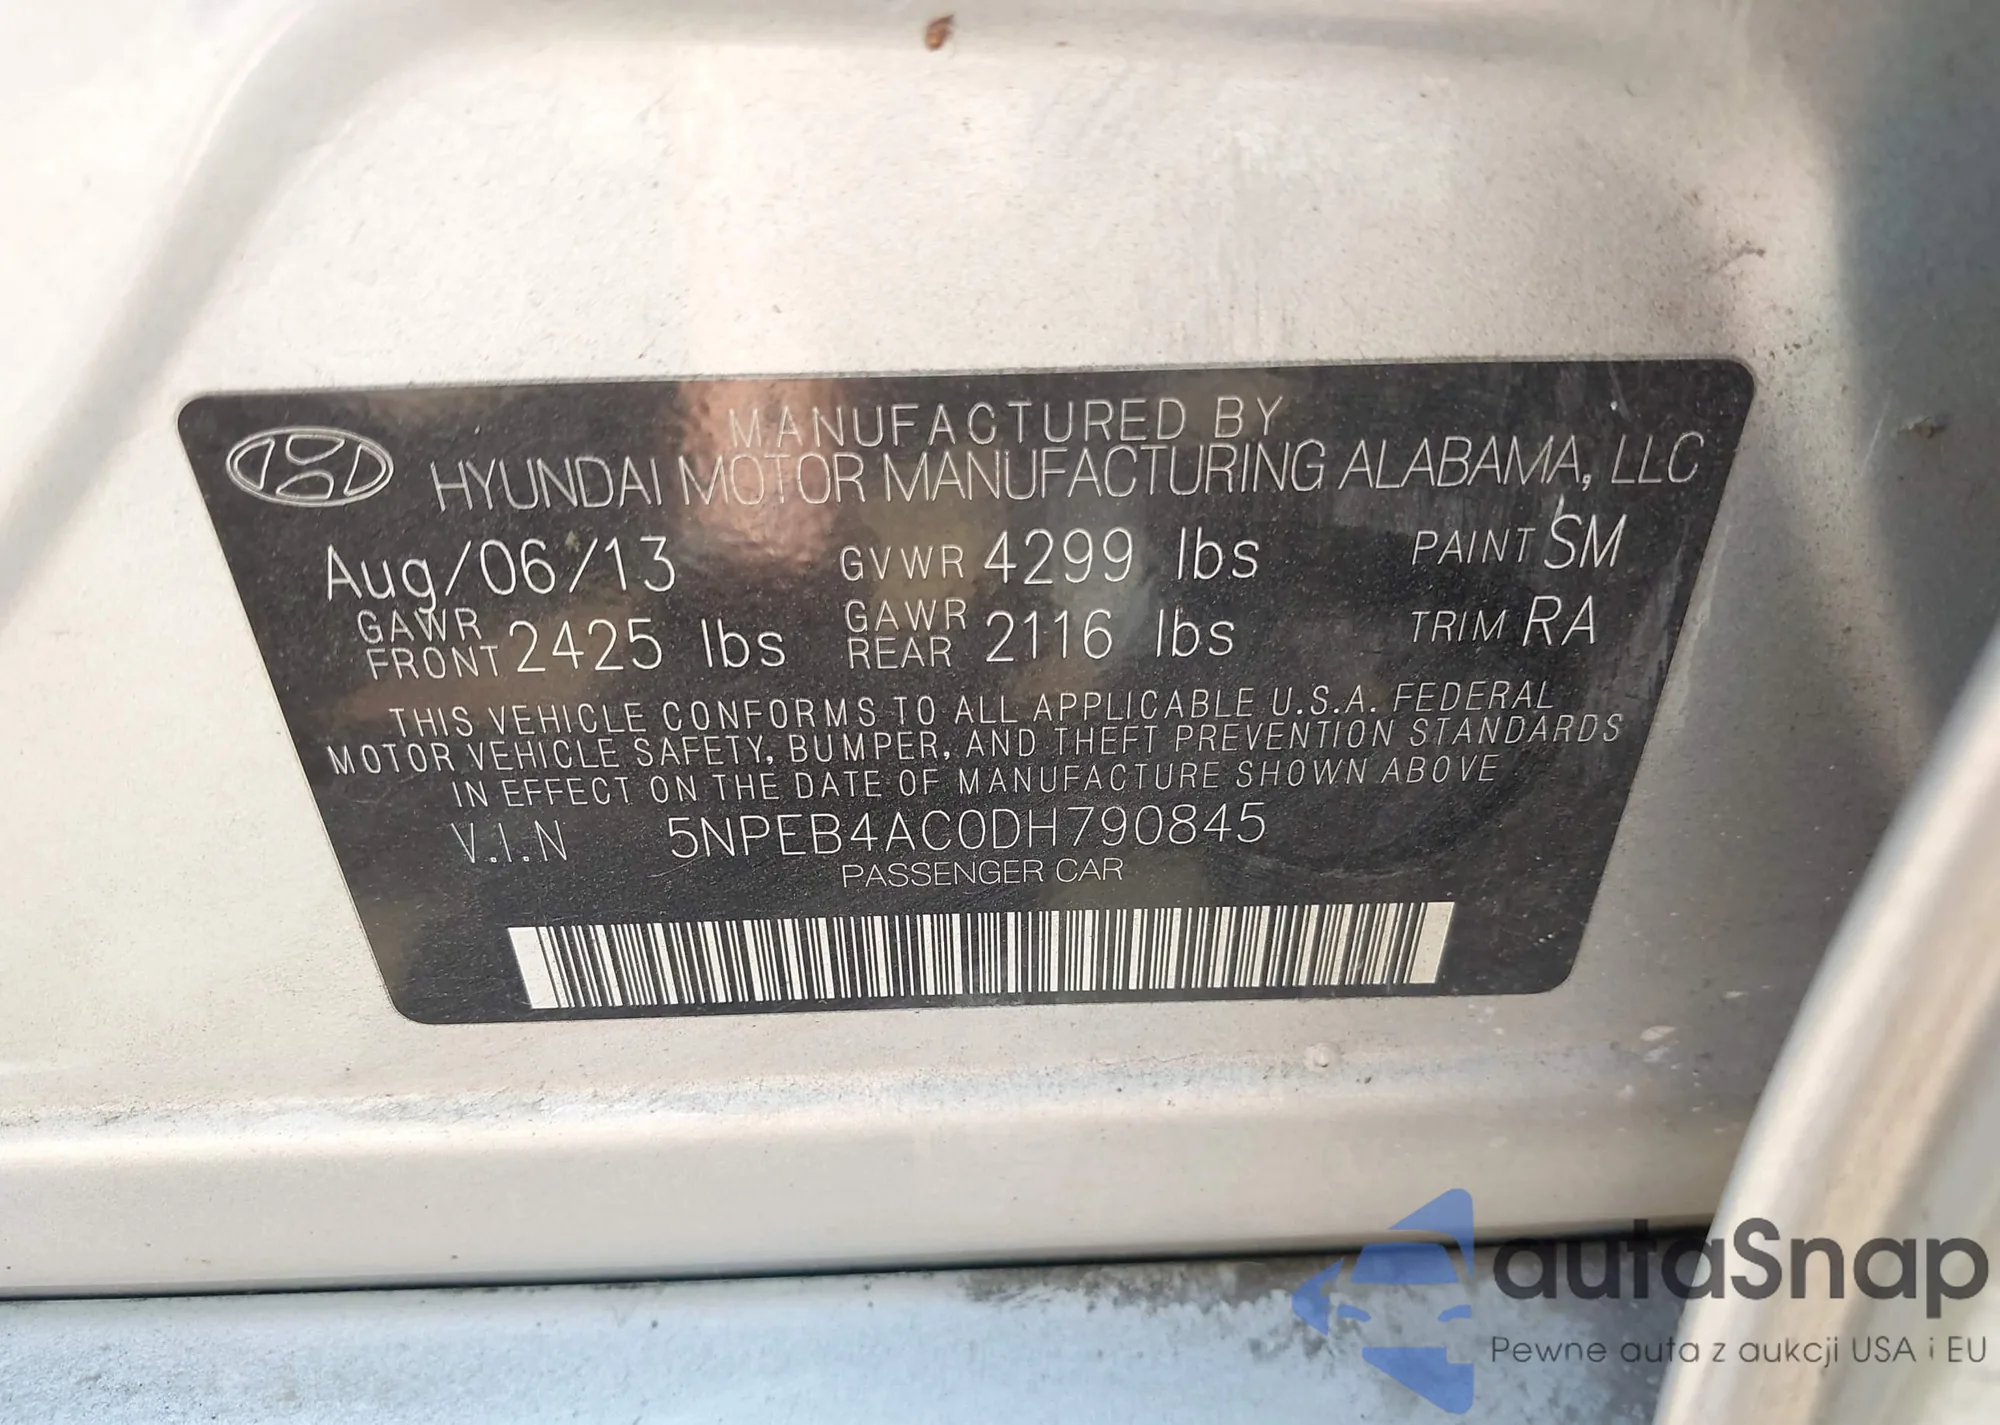 MANUFACTURED BY
HYUNDAI MOTOR MANUFACTURING ALABAMA, LLC
Aug/06/13 GVWR 4299 lbs PAINT SM
GAWR FRONT 2425 lbs GAWR REAR 2116 lbs TRIM RA
THIS VEHICLE CONFORMS TO ALL APPLICABLE U.S.A. FEDERAL
MOTOR VEHICLE SAFETY, BUMPER, AND THEFT PREVENTION STANDARDS
IN EFFECT ON THE DATE OF MANUFACTURE SHOWN ABOVE
V.I.N 5NPEB4AC0DH790845
PASSENGER CAR
autaSnap
Pewne auta z aukcji USA i EU